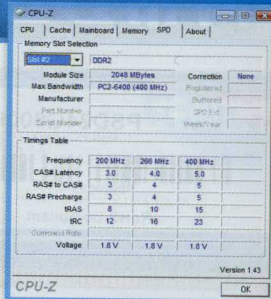 CPU-Z
CPU Cache Mainboard Memory SPD About
Memory Slot Selection
Slot #2 DDR2
Module Size 2048 MBytes Correction None
Max Bandwidth PC2-6400 (400 MHz) Registered
Manufacturer Buffered
Part Number SPD Ext.
Serial Number Week/Year
Timings Table
Frequency 200 MHz 266 MHz 400 MHz
CAS# Latency 3.0 4.0 5.0
RAS# to CAS# 3 4 5
RAS# Precharge 3 4 5
tRAS 8 10 15
tRC 12 16 23
Command Rate
Voltage 1.8 V 1.8 V 1.8 V
Version 1.43
CPU-Z OK